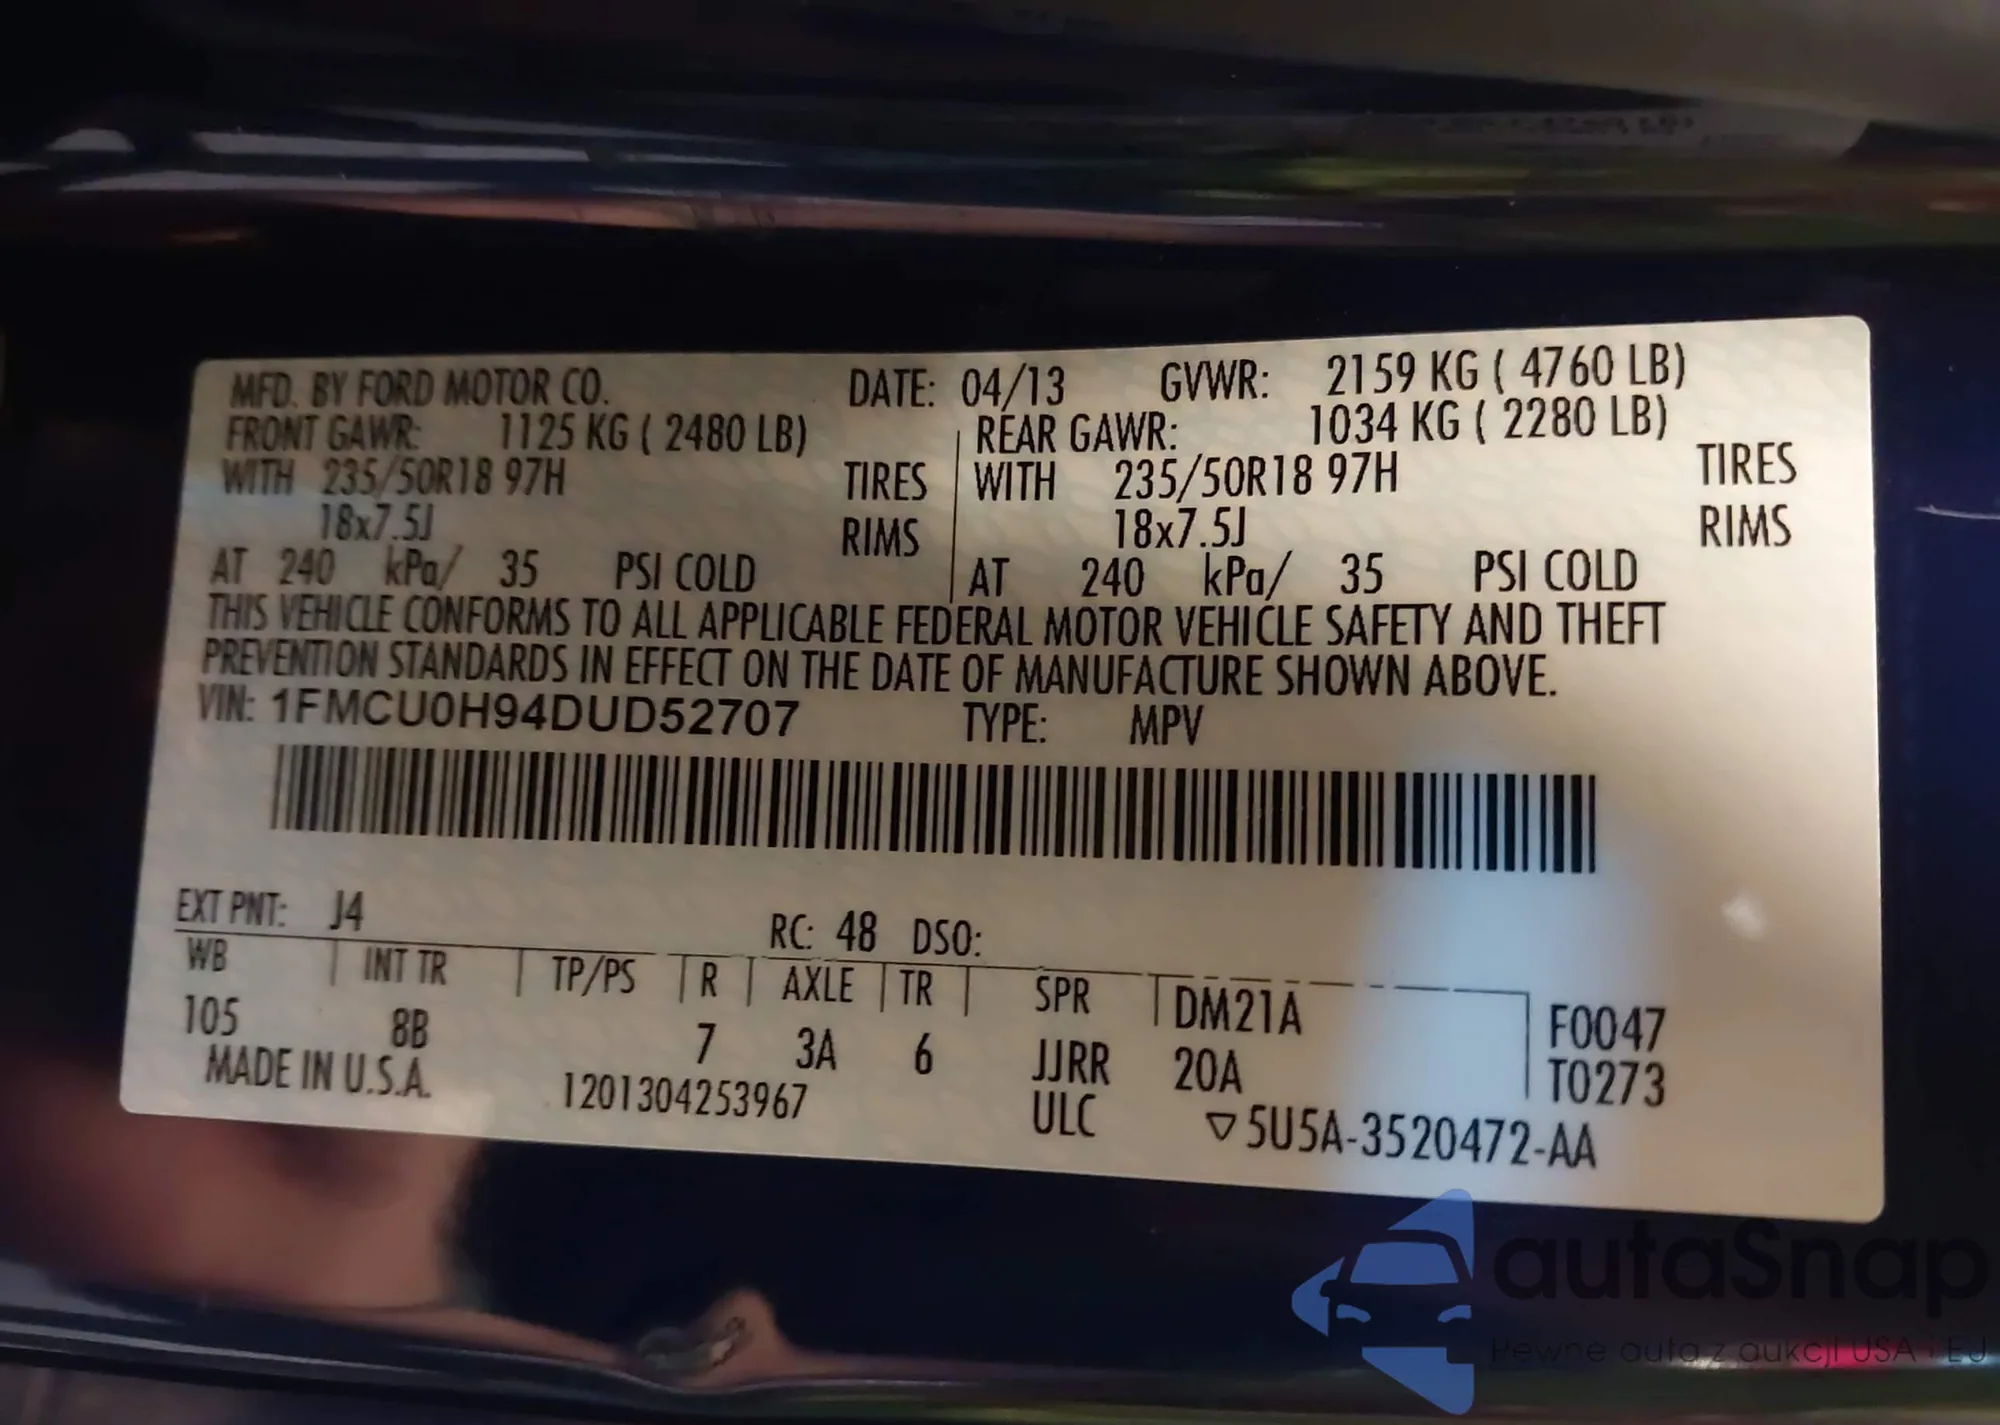 MFD. BY FORD MOTOR CO. DATE: 04/13 GVWR: 2159 KG ( 4760 LB)
FRONT GAWR: 1125 KG ( 2480 LB) REAR GAWR: 1034 KG ( 2280 LB)
WITH 235/50R18 97H TIRES WITH 235/50R18 97H TIRES
18x7.5J RIMS 18x7.5J RIMS
AT 240 kPa/ 35 PSI COLD AT 240 kPa/ 35 PSI COLD
THIS VEHICLE CONFORMS TO ALL APPLICABLE FEDERAL MOTOR VEHICLE SAFETY AND THEFT
PREVENTION STANDARDS IN EFFECT ON THE DATE OF MANUFACTURE SHOWN ABOVE.
VIN: 1FMCU0H94DUD52707 TYPE: MPV
EXT PNT: J4 RC: 48 DSO:
WB INT TR TP/PS R AXLE TR SPR DM21A F0047
105 8B 7 3A 6 JJRR 20A T0273
MADE IN U.S.A. 1201304253967 ULC ▽5U5A-3520472-AA
autaSnap
Pewne auta z aukcji USA i EU